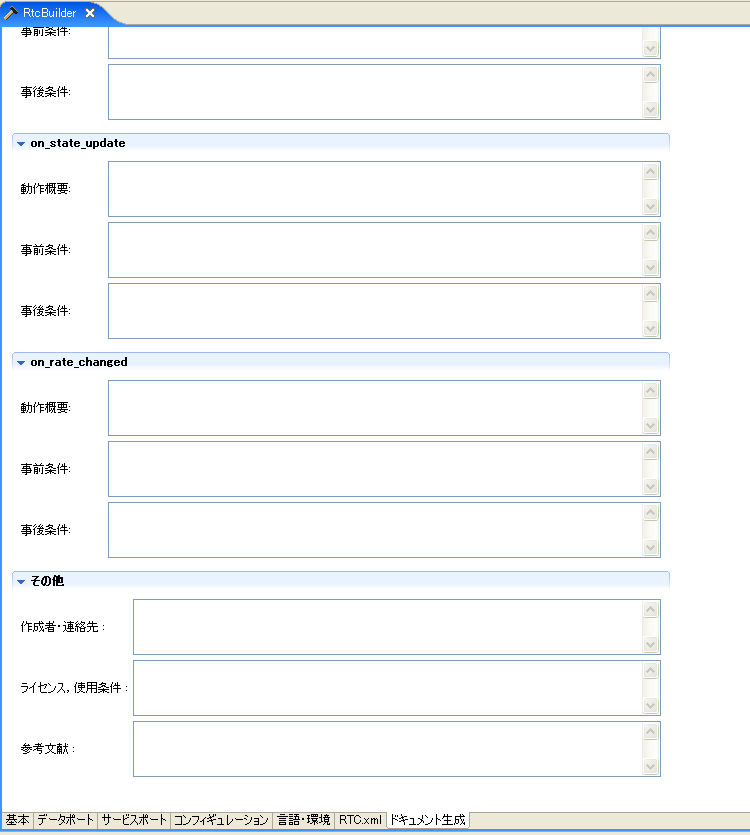 RtcBuilder
事前条件:
事後条件:
on_state_update
動作概要:
事前条件:
事後条件:
on_rate_changed
動作概要:
事前条件:
事後条件:
その他
作成者・連絡先 :
ライセンス, 使用条件 :
参考文献 :
基本 データポート サービスポート コンフィギュレーション 言語・環境 RTC.xml ドキュメント生成